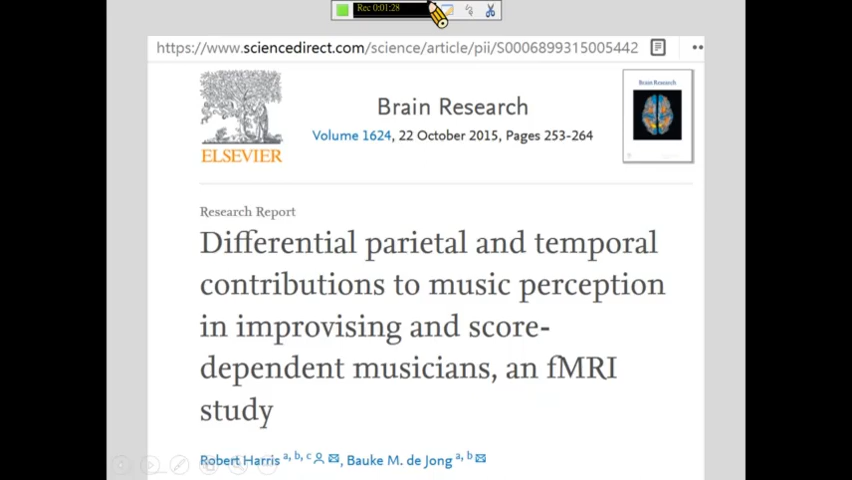 Rec 0:01:28
https://www.sciencedirect.com/science/article/pii/S0006899315005442
Brain Research
Volume 1624, 22 October 2015, Pages 253-264
ELSEVIER
Brain Research
Research Report
Differential parietal and temporal
contributions to music perception
in improvising and score-
dependent musicians, an fMRI
study
Robert Harris a, b, c, Bauke M. de Jong a, b